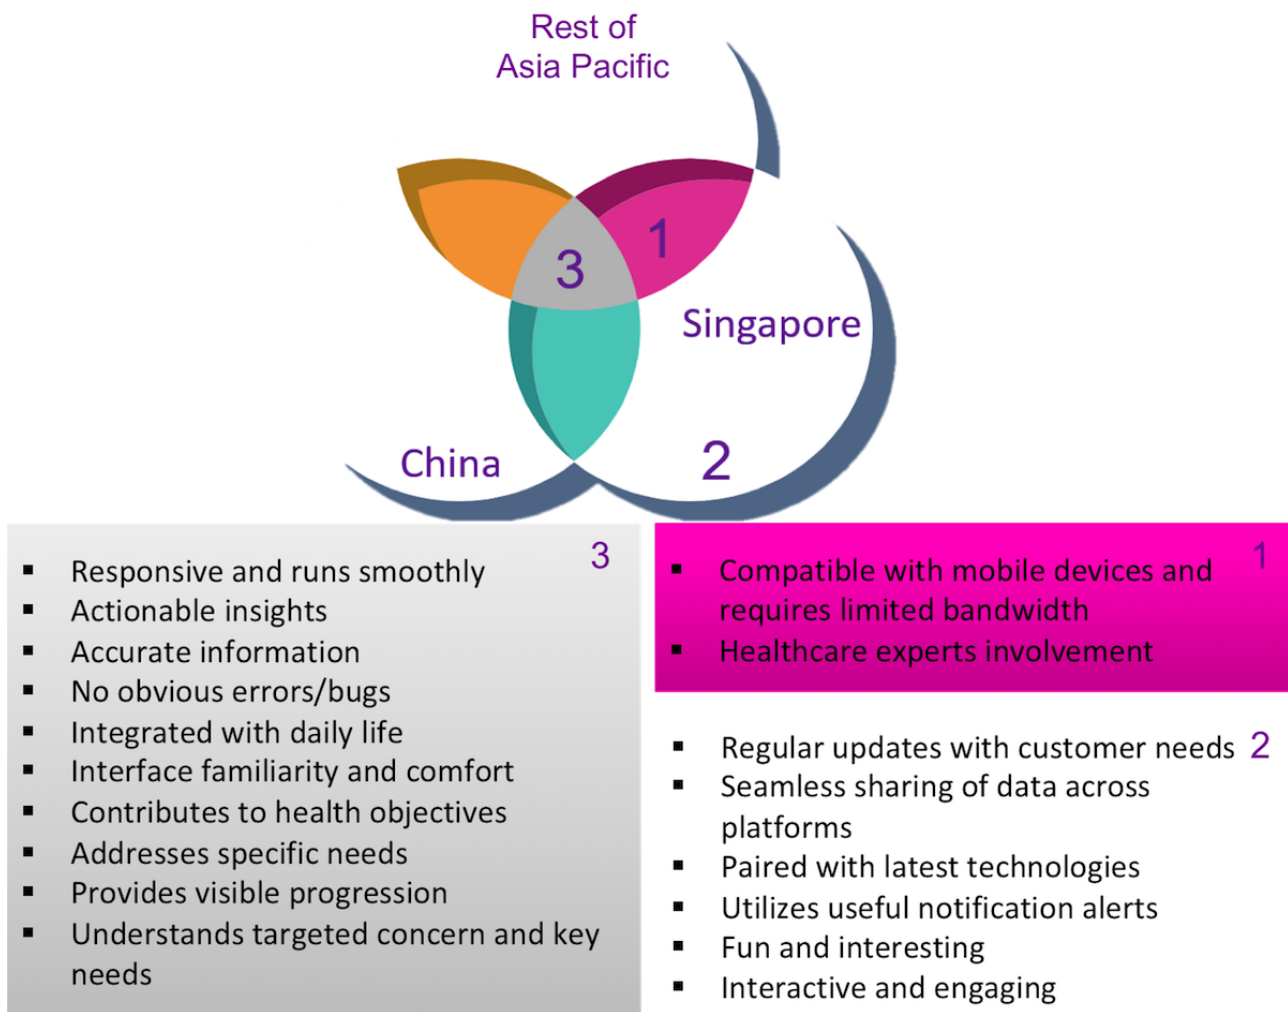 Rest of
Asia Pacific
1
3
Singapore
China
2
3
Responsive and runs smoothly
Actionable insights
Accurate information
No obvious errors/bugs
Integrated with daily life
Interface familiarity and comfort
Contributes to health objectives
Addresses specific needs
Provides visible progression
Understands targeted concern and key
needs
1
Compatible with mobile devices and
requires limited bandwidth
Healthcare experts involvement
Regular updates with customer needs 2
Seamless sharing of data across
platforms
Paired with latest technologies
Utilizes useful notification alerts
Fun and interesting
Interactive and engaging